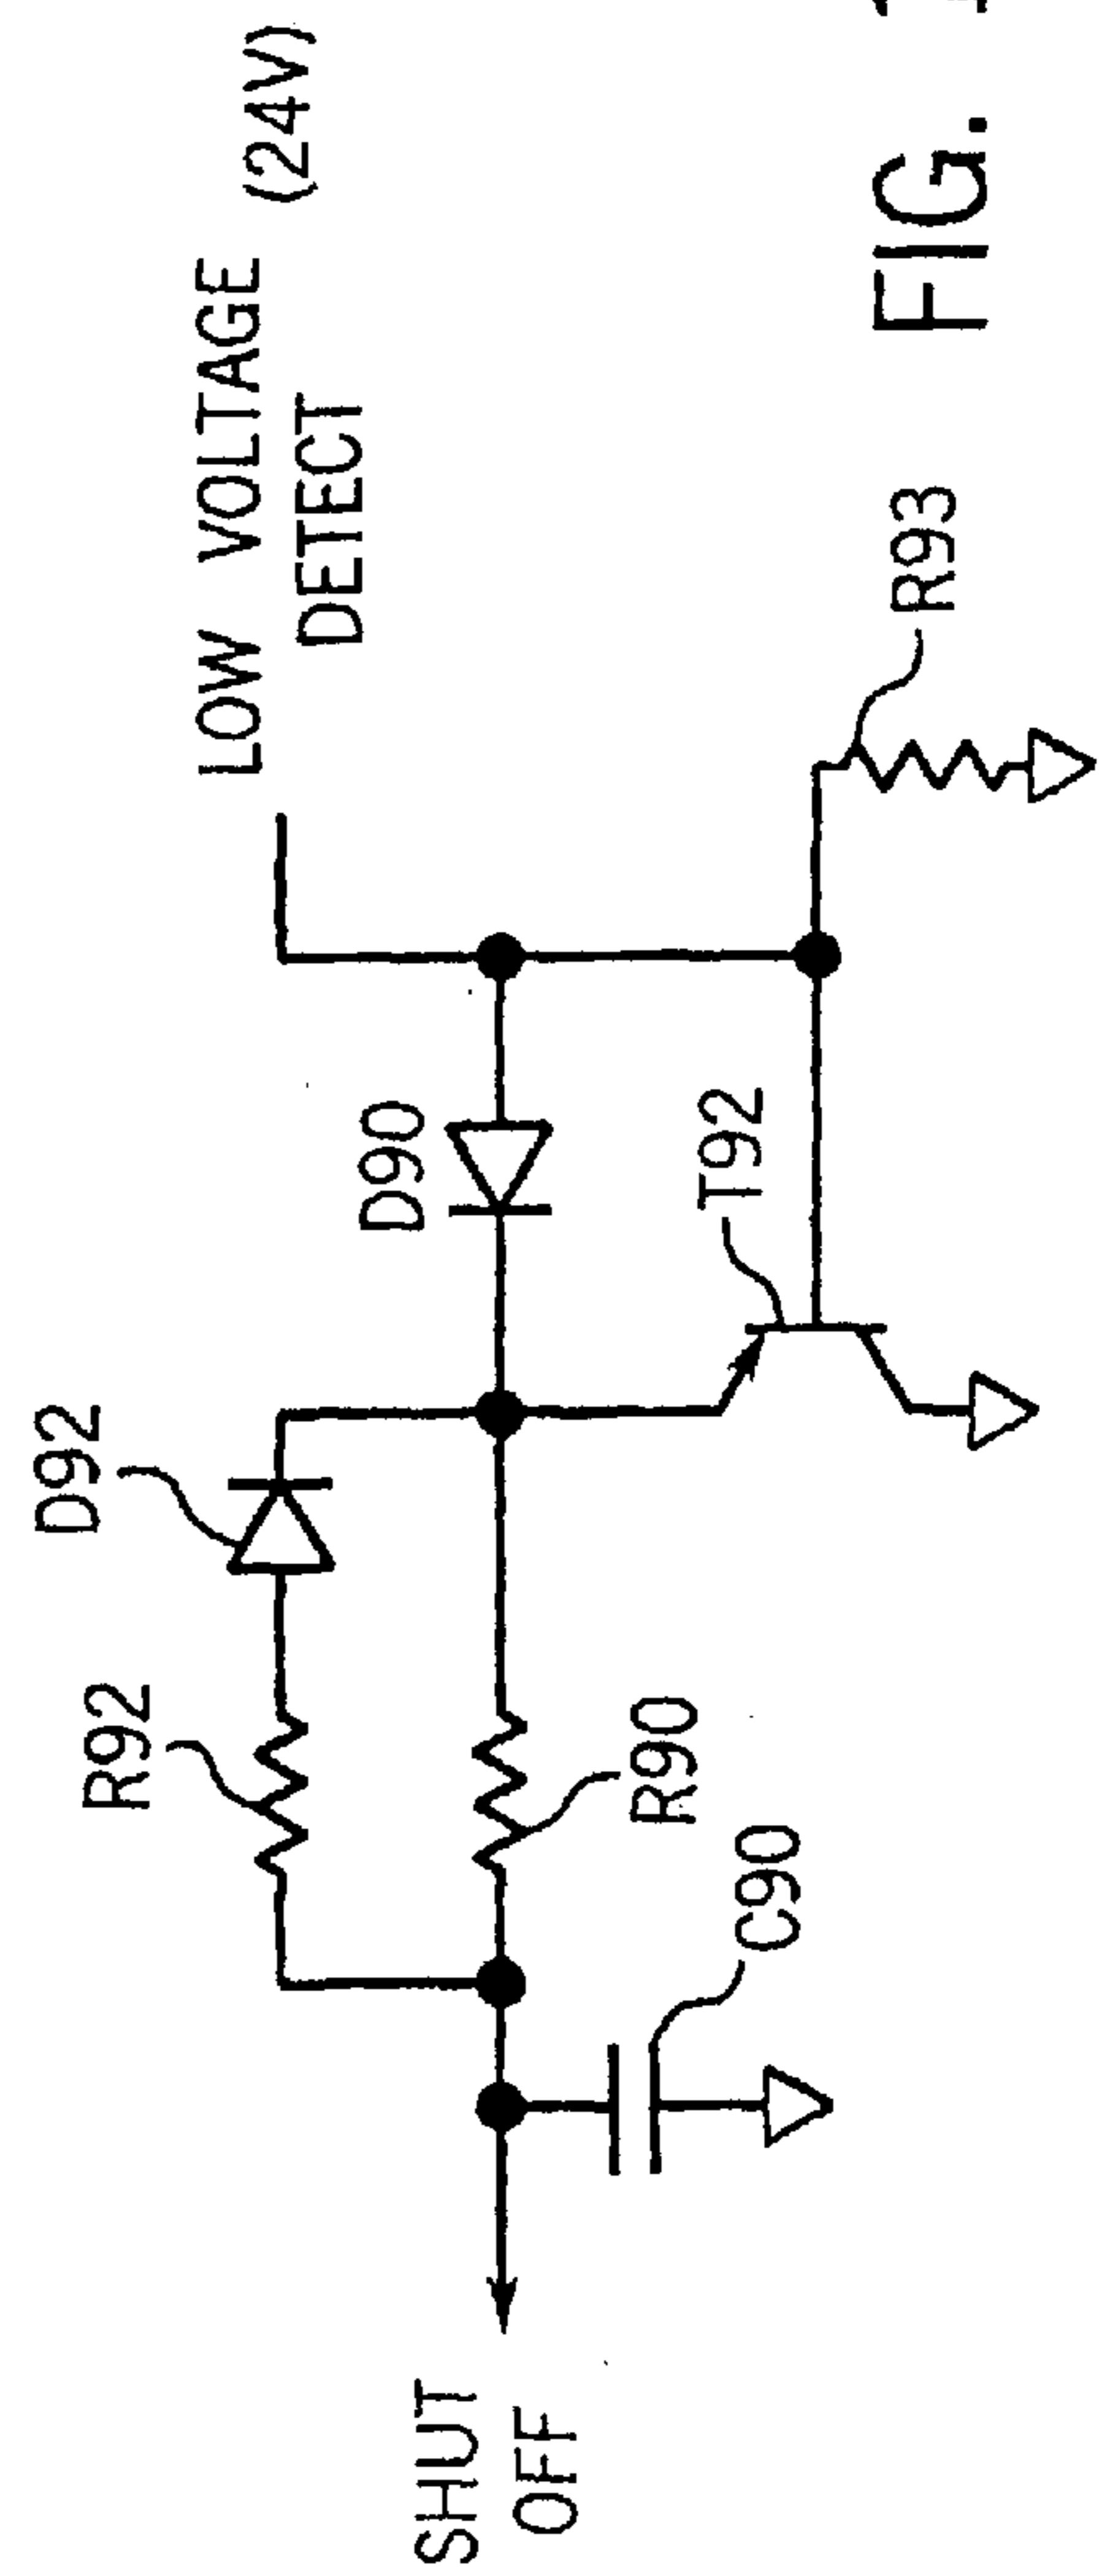 LOW VOLTAGE (24V)
DETECT
D92
R92
D90
R90
T92
C90
R93
SHUT
OFF
FIG.